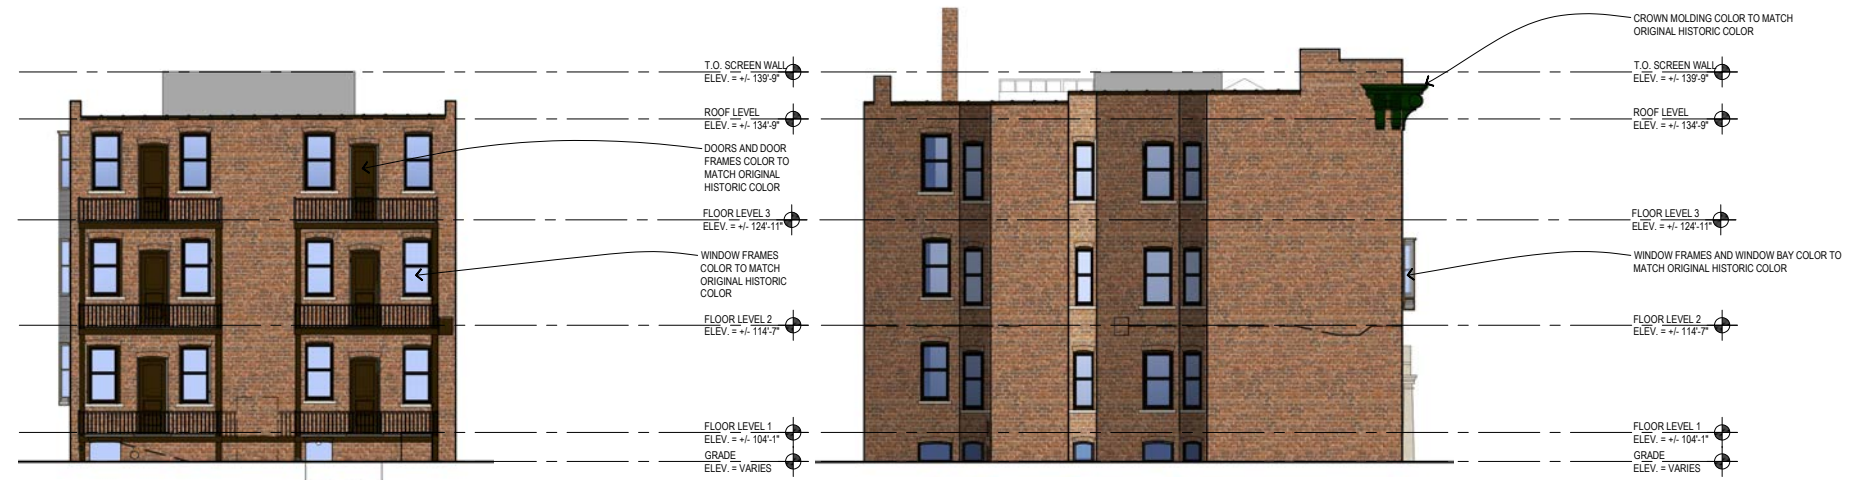 T.O. SCREEN WALL
ELEV. = +/- 139'-9"
ROOF LEVEL
ELEV. = +/- 134'-9"
DOORS AND DOOR
FRAMES COLOR TO
MATCH ORIGINAL
HISTORIC COLOR
FLOOR LEVEL 3
ELEV. = +/- 124'-11"
WINDOW FRAMES
COLOR TO MATCH
ORIGINAL HISTORIC
COLOR
FLOOR LEVEL 2
ELEV. = +/- 114'-7"
FLOOR LEVEL 1
ELEV. = +/- 104'-1"
GRADE
ELEV. = VARIES
CROWN MOLDING COLOR TO MATCH
ORIGINAL HISTORIC COLOR
T.O. SCREEN WALL
ELEV. = +/- 139'-9"
ROOF LEVEL
ELEV. = +/- 134'-9"
FLOOR LEVEL 3
ELEV. = +/- 124'-11"
WINDOW FRAMES AND WINDOW BAY COLOR TO
MATCH ORIGINAL HISTORIC COLOR
FLOOR LEVEL 2
ELEV. = +/- 114'-7"
FLOOR LEVEL 1
ELEV. = +/- 104'-1"
GRADE
ELEV. = VARIES